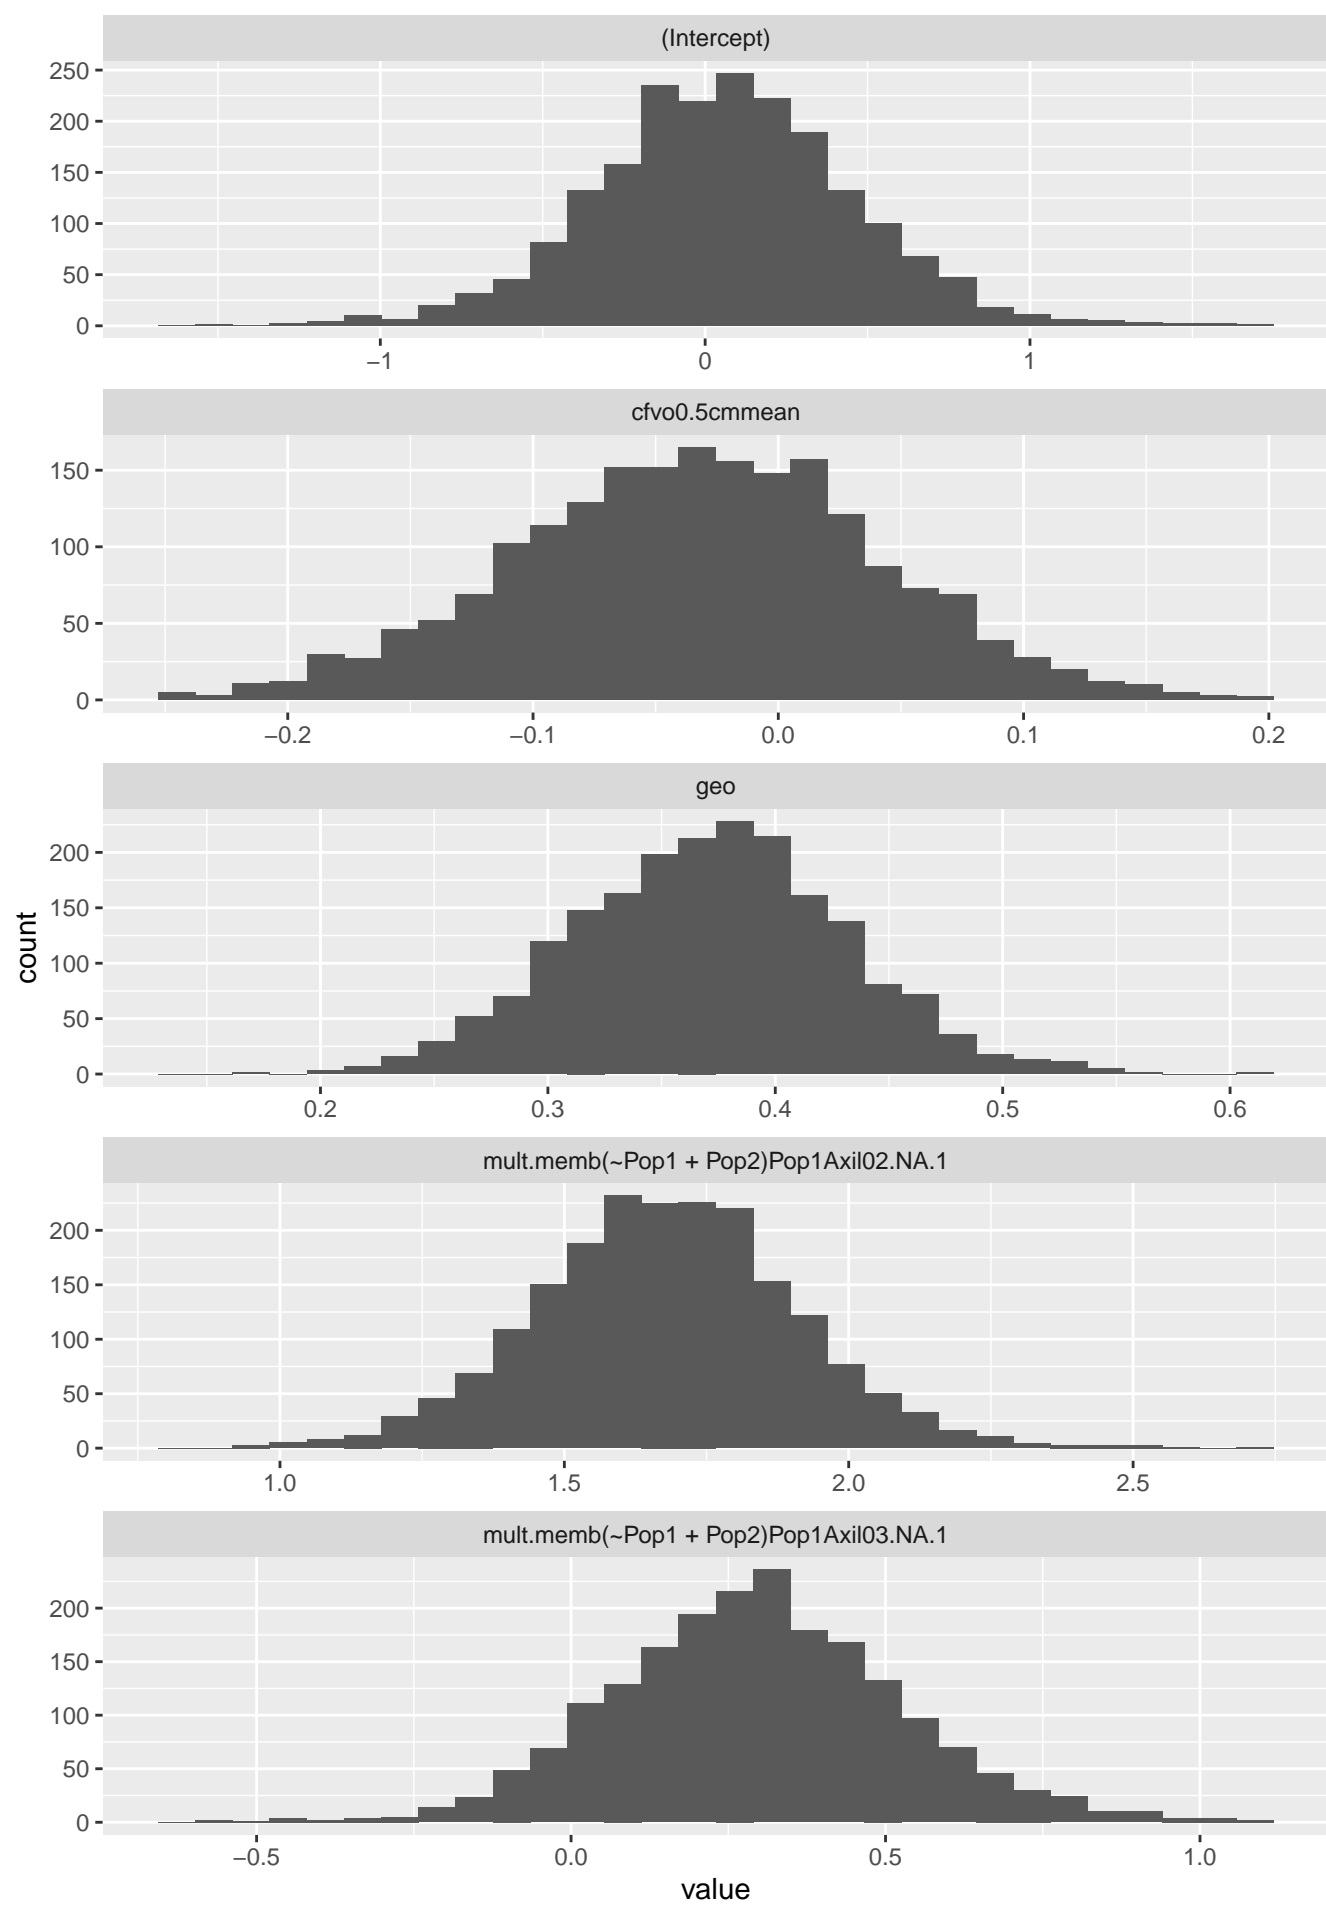 (Intercept)
250
200
150
100
50
0
−1 0 1
cfvo0.5cmmean
150
100
50
0
−0.2 −0.1 0.0 0.1 0.2
geo
200
150
100
50
0
0.2 0.3 0.4 0.5 0.6
count
mult.memb(~Pop1 + Pop2)Pop1Axil02.NA.1
200
150
100
50
0
1.0 1.5 2.0 2.5
mult.memb(~Pop1 + Pop2)Pop1Axil03.NA.1
200
150
100
50
0
−0.5 0.0 0.5 1.0
value